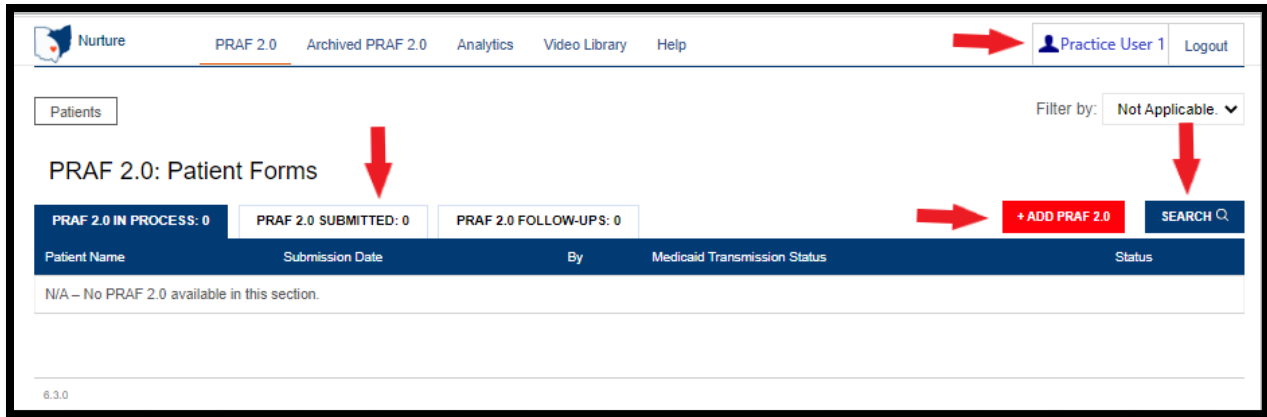 Nurture PRAF 2.0 Archived PRAF 2.0 Analytics Video Library Help Practice User 1 Logout
Patients Filter by: Not Applicable.
PRAF 2.0: Patient Forms
PRAF 2.0 IN PROCESS: 0 PRAF 2.0 SUBMITTED: 0 PRAF 2.0 FOLLOW-UPS: 0 + ADD PRAF 2.0 SEARCH
Patient Name Submission Date By Medicaid Transmission Status Status
N/A – No PRAF 2.0 available in this section.
6.3.0